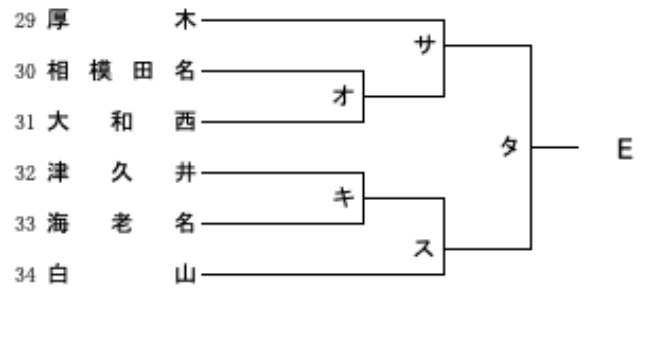 29 厚木
サ
30 相模田名
オ
31 大和西
タ E
32 津久井
キ
33 海老名
ス
34 白山